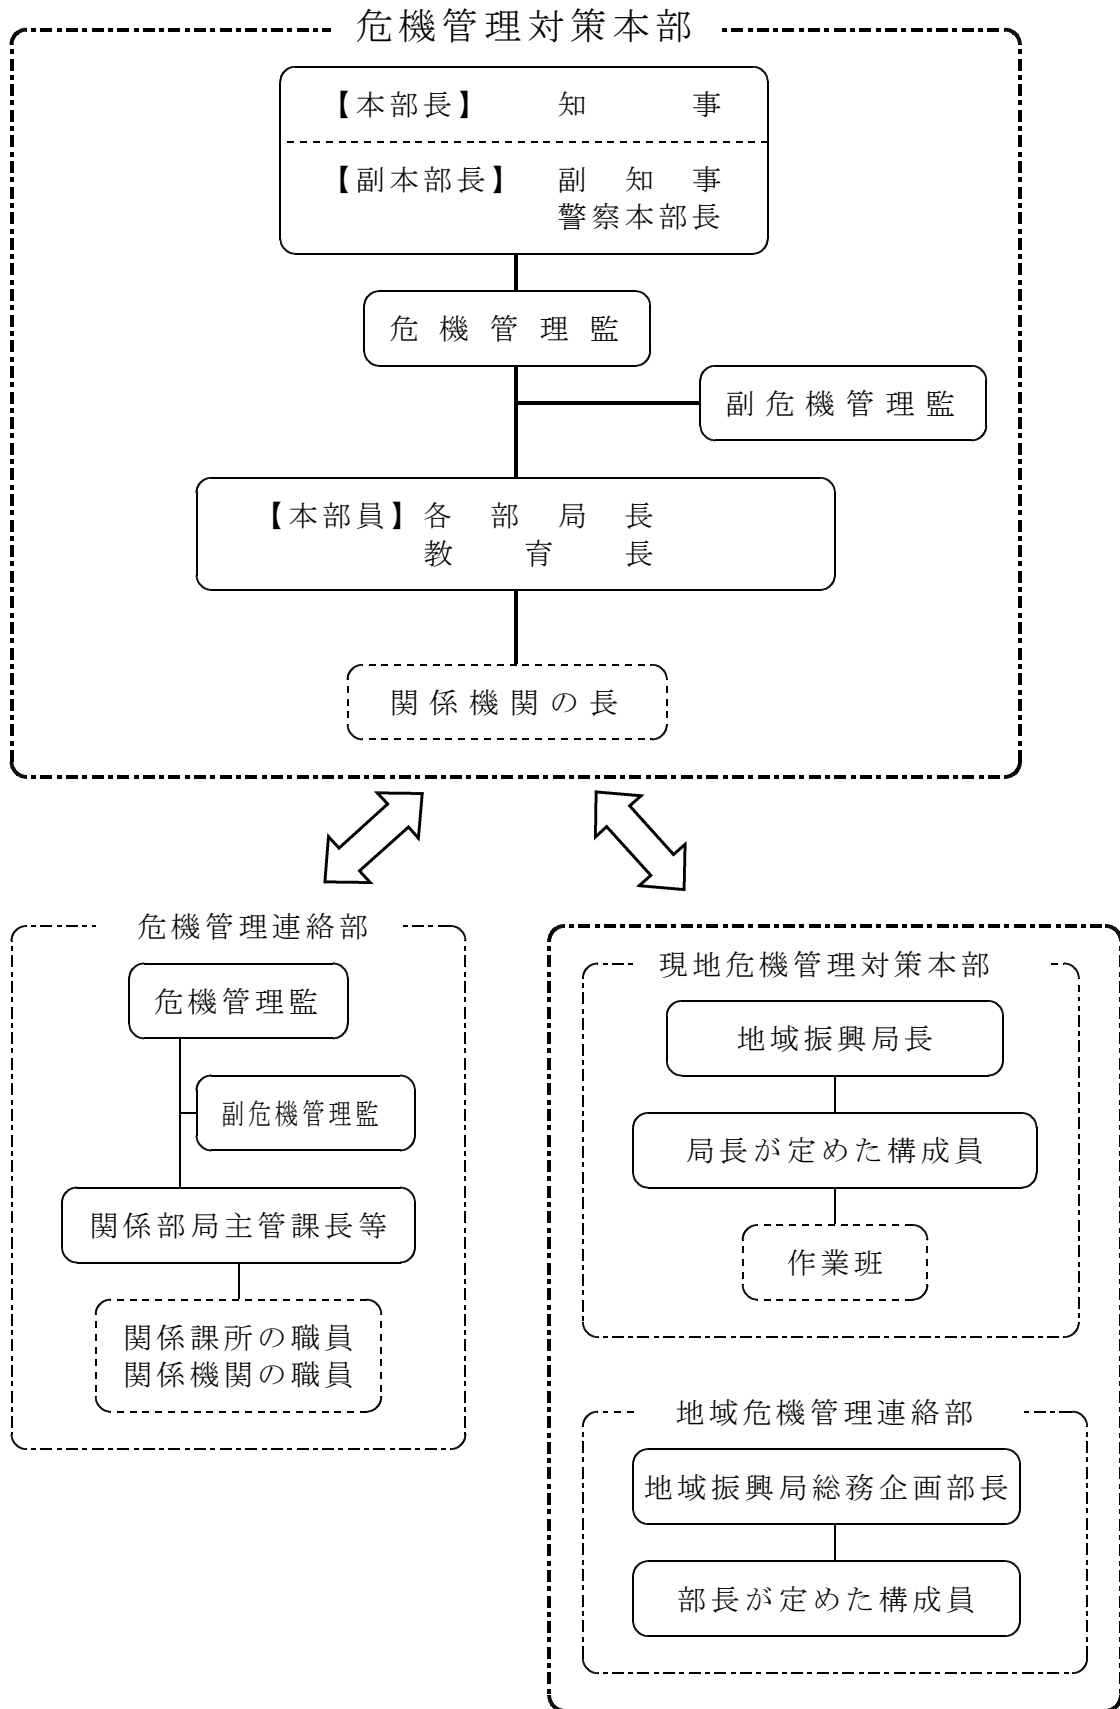 危機管理対策本部
【本部長】 知事
【副本部長】 副知事
警察本部長
危機管理監
副危機管理監
【本部員】各部局長
教育長
関係機関の長
危機管理連絡部
危機管理監
副危機管理監
関係部局主管課長等
関係課所の職員
関係機関の職員
現地危機管理対策本部
地域振興局長
局長が定めた構成員
作業班
地域危機管理連絡部
地域振興局総務企画部長
部長が定めた構成員